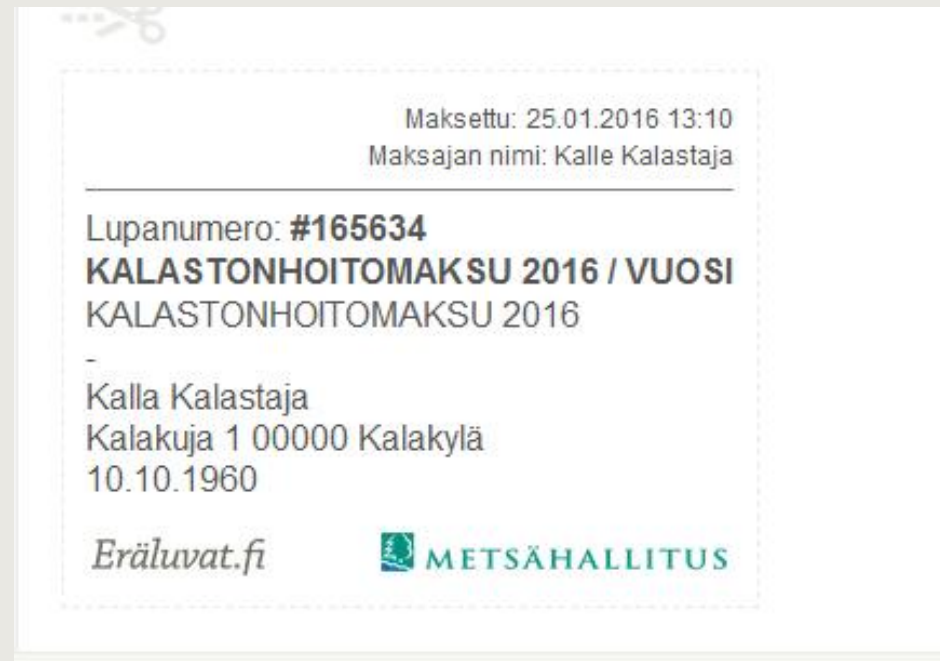 Maksettu: 25.01.2016 13:10
Maksajan nimi: Kalle Kalastaja
Lupanumero: #165634
KALASTONHOITOMAKSU 2016 / VUOSI
KALASTONHOITOMAKSU 2016
-
Kalla Kalastaja
Kalakuja 1 00000 Kalakylä
10.10.1960
Eräluvat.fi METSÄHALLITUS